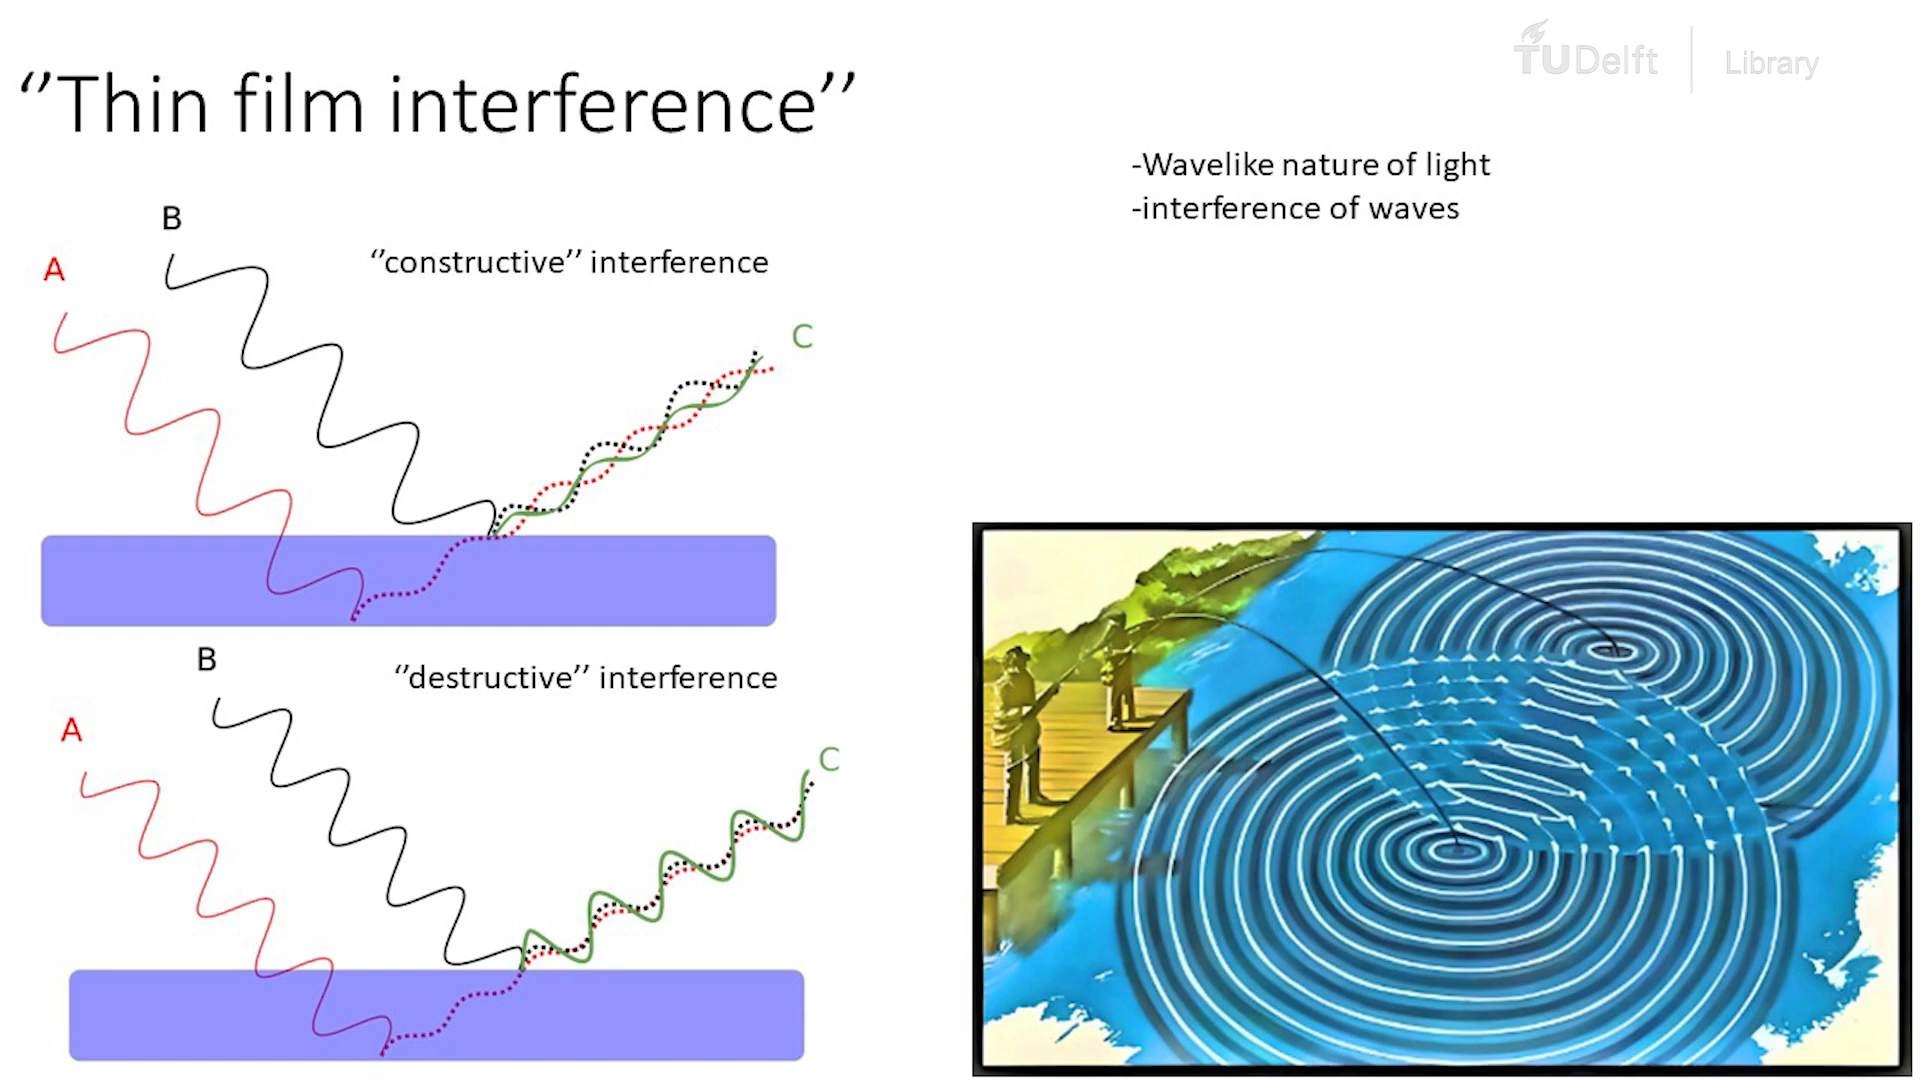 TUDelft Library
‘’Thin film interference’’
-Wavelike nature of light
-interference of waves
B
A
‘’constructive’’ interference
C
B
A
‘’destructive’’ interference
C